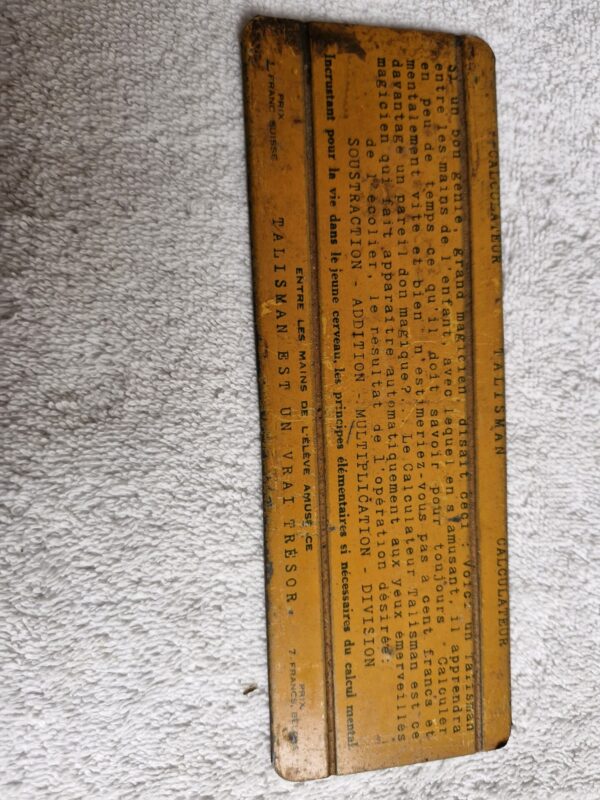 CALCULATEUR TALISMAN CALCULATEUR
Si un bon génie, grand magicien, disait ceci : Voici un Talisman
entre les mains de l'enfant, avec lequel en s'amusant, il apprendra
en peu de temps ce qu'il doit savoir pour toujours : Calculer
mentalement vite et bien, n'estimeriez-vous pas à cent francs et
davantage un pareil don magique?.. Le Calculateur Talisman est ce
magicien qui fait apparaître automatiquement aux yeux émerveillés
de l'écolier, le résultat de l'opération désirée:
SOUSTRACTION - ADDITION - MULTIPLICATION - DIVISION
Incrustant pour la vie dans le jeune cerveau, les principes élémentaires si nécessaires du calcul mental
ENTRE LES MAINS DE L'ÉLÈVE AMUSÉ, CE
TALISMAN EST UN VRAI TRÉSOR.
PRIX
1 FRANC SUISSE
PRIX
7 FRANCS BELGES